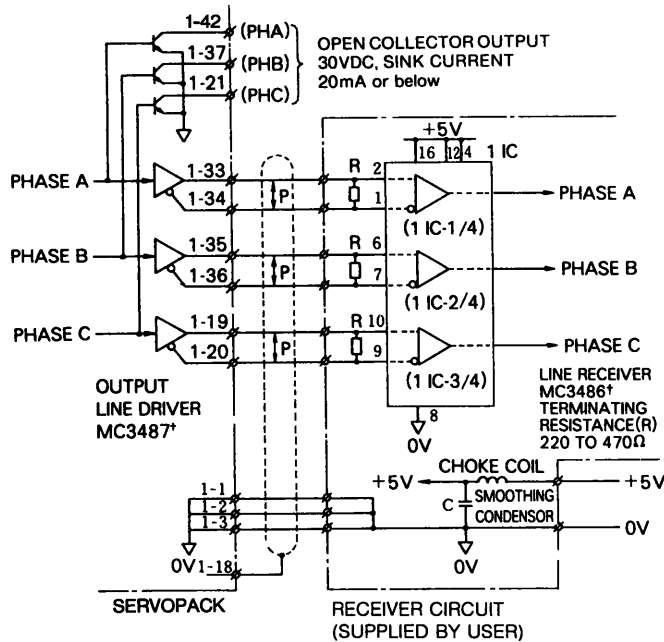 1-42
(PHA)
1-37
(PHB)
1-21
(PHC)
OPEN COLLECTOR OUTPUT
30VDC, SINK CURRENT
20mA or below
+5V
16 12 4
1 IC
PHASE A
1-33
1-34
P
R
2
1
(1 IC-1/4)
PHASE A
PHASE B
1-35
1-36
P
R
6
7
(1 IC-2/4)
PHASE B
PHASE C
1-19
1-20
P
R
10
9
(1 IC-3/4)
PHASE C
OUTPUT
LINE DRIVER
MC3487†
8
0V
LINE RECEIVER
MC3486†
TERMINATING
RESISTANCE(R)
220 TO 470Ω
CHOKE COIL
+5V
+5V
C
SMOOTHING
CONDENSOR
0V
0V
1-1
1-2
1-3
0V
1-18
SERVOPACK
RECEIVER CIRCUIT
(SUPPLIED BY USER)